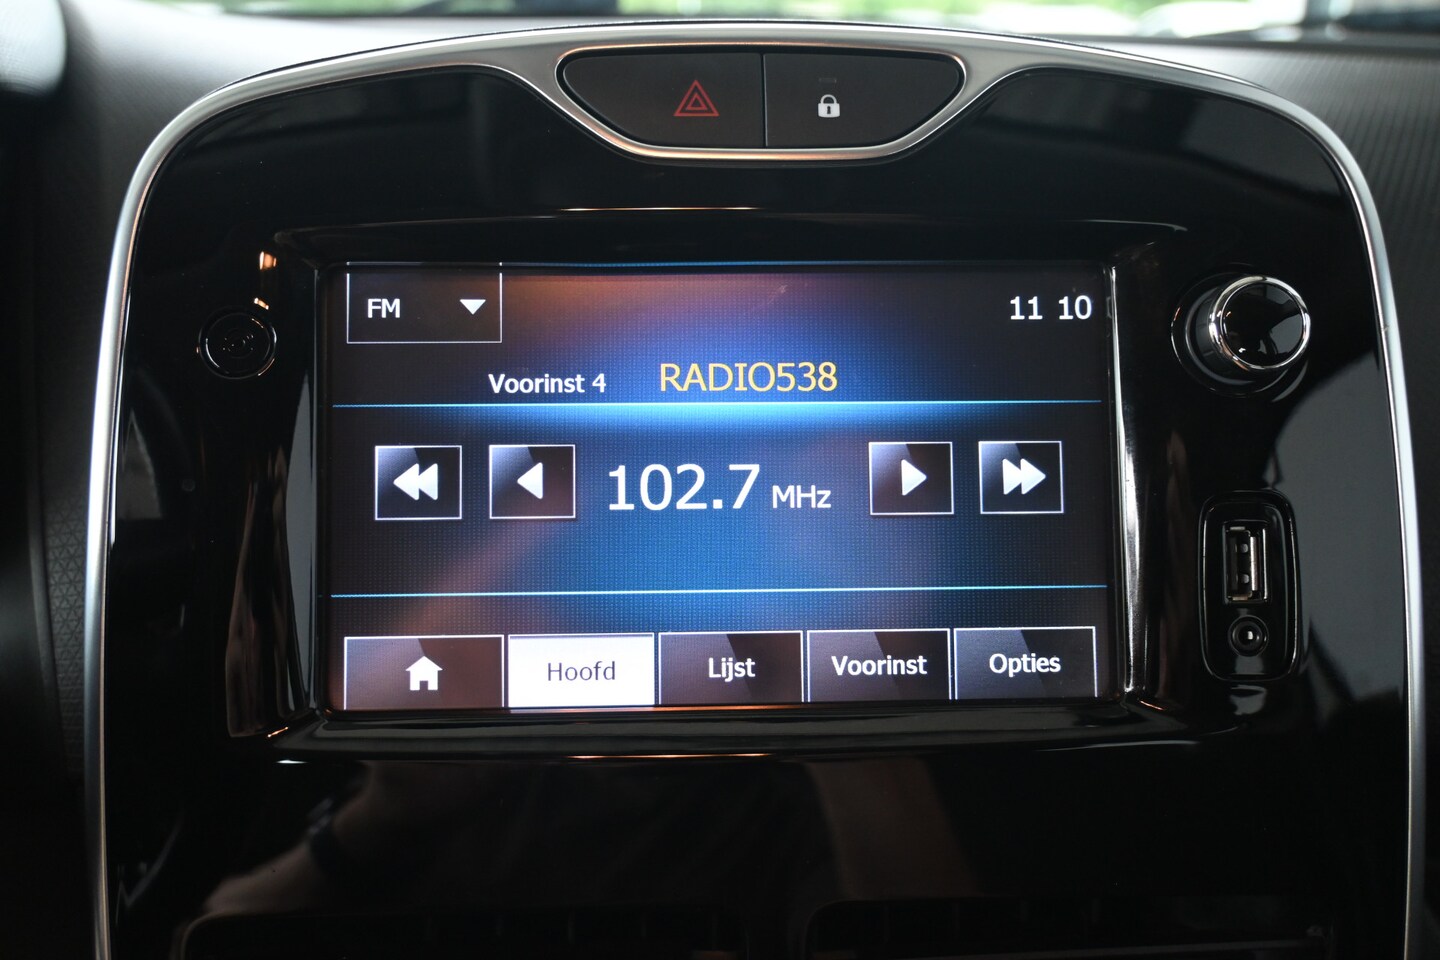 FM
11 10
Voorinst 4 RADIO538
102.7 MHz
Hoofd Lijst Voorinst Opties